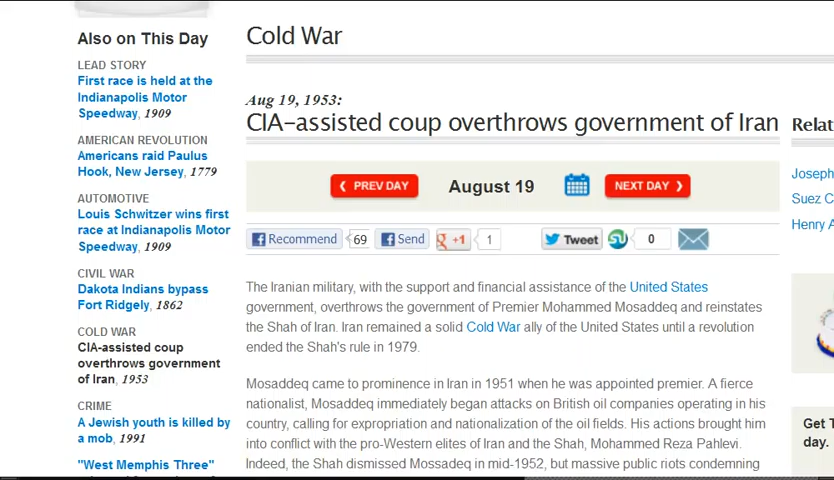 Also on This Day
LEAD STORY
First race is held at the
Indianapolis Motor
Speedway, 1909
AMERICAN REVOLUTION
Americans raid Paulus
Hook, New Jersey, 1779
AUTOMOTIVE
Louis Schwitzer wins first
race at Indianapolis Motor
Speedway, 1909
CIVIL WAR
Dakota Indians bypass
Fort Ridgely, 1862
COLD WAR
CIA-assisted coup
overthrows government
of Iran, 1953
CRIME
A Jewish youth is killed by
a mob, 1991
"West Memphis Three"
Cold War
Aug 19, 1953:
CIA-assisted coup overthrows government of Iran
PREV DAY
August 19
NEXT DAY
Recommend 69
Send
+1 1
Tweet
0
The Iranian military, with the support and financial assistance of the United States
government, overthrows the government of Premier Mohammed Mosaddeq and reinstates
the Shah of Iran. Iran remained a solid Cold War ally of the United States until a revolution
ended the Shah's rule in 1979.
Mosaddeq came to prominence in Iran in 1951 when he was appointed premier. A fierce
nationalist, Mosaddeq immediately began attacks on British oil companies operating in his
country, calling for expropriation and nationalization of the oil fields. His actions brought him
into conflict with the pro-Western elites of Iran and the Shah, Mohammed Reza Pahlevi.
Indeed, the Shah dismissed Mossadeq in mid-1952, but massive public riots condemning
Relat
Joseph
Suez C
Henry A
Get T
day.